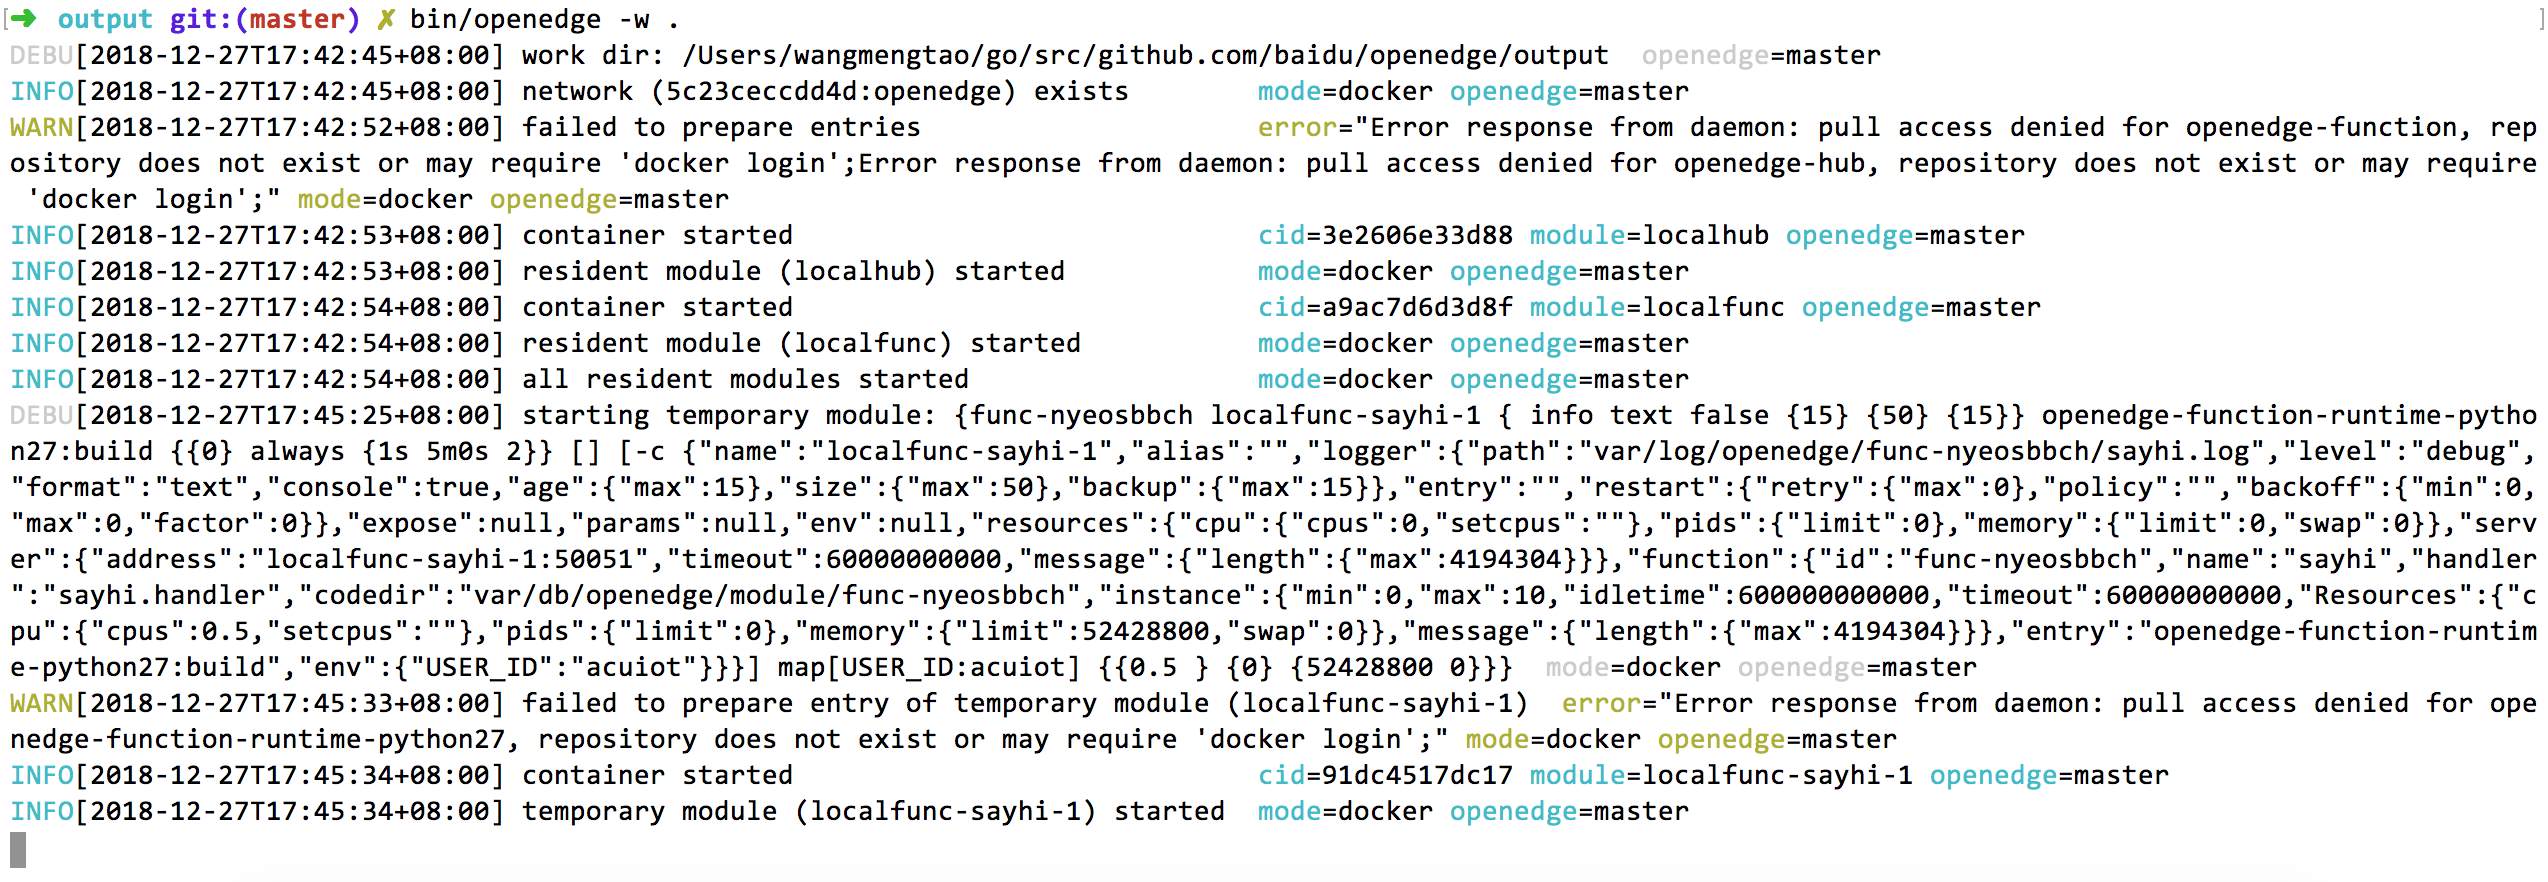 [➜ output git:(master) ✗ bin/openedge -w . ]
DEBU[2018-12-27T17:42:45+08:00] work dir: /Users/wangmengtao/go/src/github.com/baidu/openedge/output openedge=master
INFO[2018-12-27T17:42:45+08:00] network (5c23ceccdd4d:openedge) exists mode=docker openedge=master
WARN[2018-12-27T17:42:52+08:00] failed to prepare entries error="Error response from daemon: pull access denied for openedge-function, rep
ository does not exist or may require 'docker login';Error response from daemon: pull access denied for openedge-hub, repository does not exist or may require
 'docker login';" mode=docker openedge=master
INFO[2018-12-27T17:42:53+08:00] container started cid=3e2606e33d88 module=localhub openedge=master
INFO[2018-12-27T17:42:53+08:00] resident module (localhub) started mode=docker openedge=master
INFO[2018-12-27T17:42:54+08:00] container started cid=a9ac7d6d3d8f module=localfunc openedge=master
INFO[2018-12-27T17:42:54+08:00] resident module (localfunc) started mode=docker openedge=master
INFO[2018-12-27T17:42:54+08:00] all resident modules started mode=docker openedge=master
DEBU[2018-12-27T17:45:25+08:00] starting temporary module: {func-nyeosbbch localfunc-sayhi-1 { info text false {15} {50} {15}} openedge-function-runtime-pytho
n27:build {{0} always {1s 5m0s 2}} [] [-c {"name":"localfunc-sayhi-1","alias":"","logger":{"path":"var/log/openedge/func-nyeosbbch/sayhi.log","level":"debug",
"format":"text","console":true,"age":{"max":15},"size":{"max":50},"backup":{"max":15}},"entry":"","restart":{"retry":{"max":0},"policy":"","backoff":{"min":0,
"max":0,"factor":0}},"expose":null,"params":null,"env":null,"resources":{"cpu":{"cpus":0,"setcpus":""},"pids":{"limit":0},"memory":{"limit":0,"swap":0}},"serv
er":{"address":"localfunc-sayhi-1:50051","timeout":60000000000,"message":{"length":{"max":4194304}}},"function":{"id":"func-nyeosbbch","name":"sayhi","handler
":"sayhi.handler","codedir":"var/db/openedge/module/func-nyeosbbch","instance":{"min":0,"max":10,"idletime":600000000000,"timeout":60000000000,"Resources":{"c
pu":{"cpus":0.5,"setcpus":""},"pids":{"limit":0},"memory":{"limit":52428800,"swap":0}},"message":{"length":{"max":4194304}}},"entry":"openedge-function-runtim
e-python27:build","env":{"USER_ID":"acuiot"}}}] map[USER_ID:acuiot] {{0.5 } {0} {52428800 0}}} mode=docker openedge=master
WARN[2018-12-27T17:45:33+08:00] failed to prepare entry of temporary module (localfunc-sayhi-1) error="Error response from daemon: pull access denied for ope
nedge-function-runtime-python27, repository does not exist or may require 'docker login';" mode=docker openedge=master
INFO[2018-12-27T17:45:34+08:00] container started cid=91dc4517dc17 module=localfunc-sayhi-1 openedge=master
INFO[2018-12-27T17:45:34+08:00] temporary module (localfunc-sayhi-1) started mode=docker openedge=master